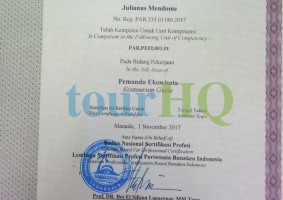 Julianus Mendome
No. Reg. PAR.333.01180.2017
Telah Kompeten Untuk Unit Kompetensi:
Is Competent in the Following Unit of Competency:
PAR.PE02.001.01
Pada Bidang Pekerjaan
In the Job Area of:
Pemandu Ekowisata
Ecotourism Guide
tourHQ
Manado, 1 November 2017
Atas Nama (On Behalf of)
Badan Nasional Sertifikasi Profesi
Lembaga Sertifikasi Profesi Pariwisata Bunaken Indonesia